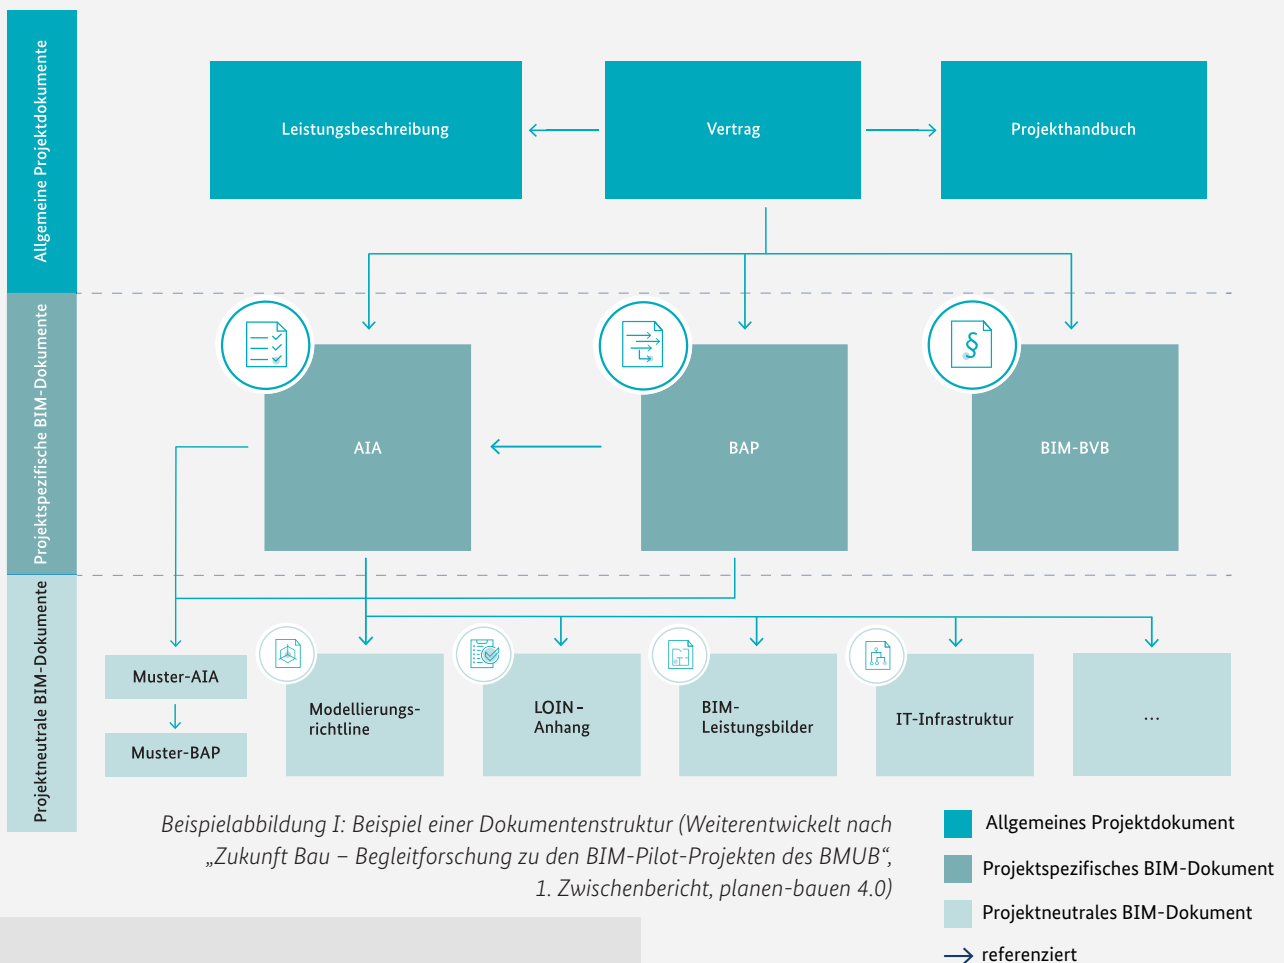 Allgemeine Projektdokumente
Leistungsbeschreibung
Vertrag
Projekthandbuch
Projektspezifische BIM-Dokumente
§
AIA
BAP
BIM-BVB
Projektneutrale BIM-Dokumente
Muster-AIA
Muster-BAP
Modellierungs-
richtline
LOIN-
Anhang
BIM-
Leistungsbilder
IT-Infrastruktur
...
Beispielabbildung I: Beispiel einer Dokumentenstruktur (Weiterentwickelt nach
„Zukunft Bau – Begleitforschung zu den BIM-Pilot-Projekten des BMUB“,
1. Zwischenbericht, planen-bauen 4.0)
Allgemeines Projektdokument
Projektspezifisches BIM-Dokument
Projektneutrales BIM-Dokument
referenziert